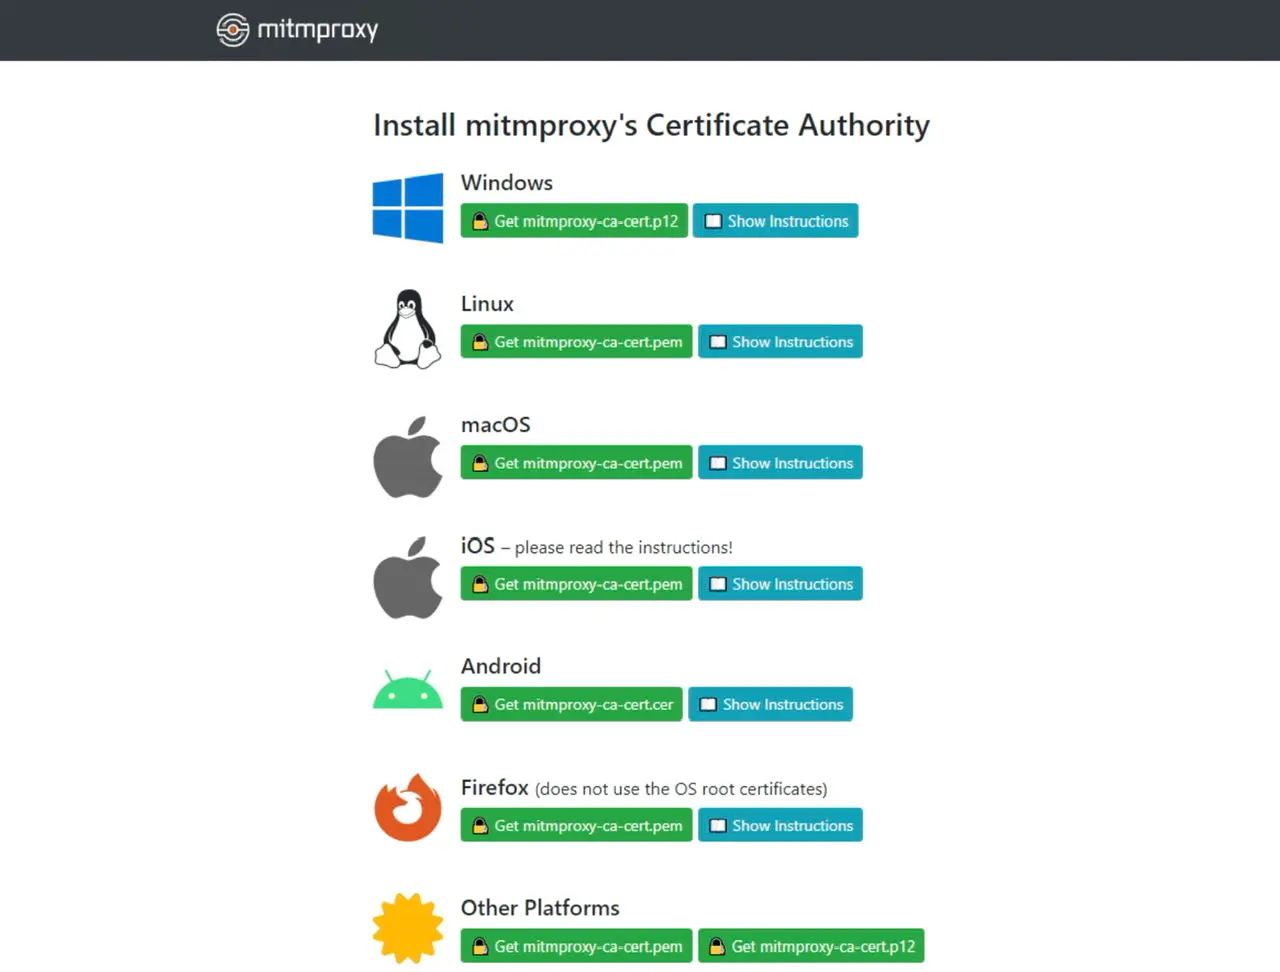 mitmproxy
Install mitmproxy's Certificate Authority
Windows
Get mitmproxy-ca-cert.p12 Show Instructions
Linux
Get mitmproxy-ca-cert.pem Show Instructions
macOS
Get mitmproxy-ca-cert.pem Show Instructions
iOS – please read the instructions!
Get mitmproxy-ca-cert.pem Show Instructions
Android
Get mitmproxy-ca-cert.cer Show Instructions
Firefox (does not use the OS root certificates)
Get mitmproxy-ca-cert.pem Show Instructions
Other Platforms
Get mitmproxy-ca-cert.pem Get mitmproxy-ca-cert.p12